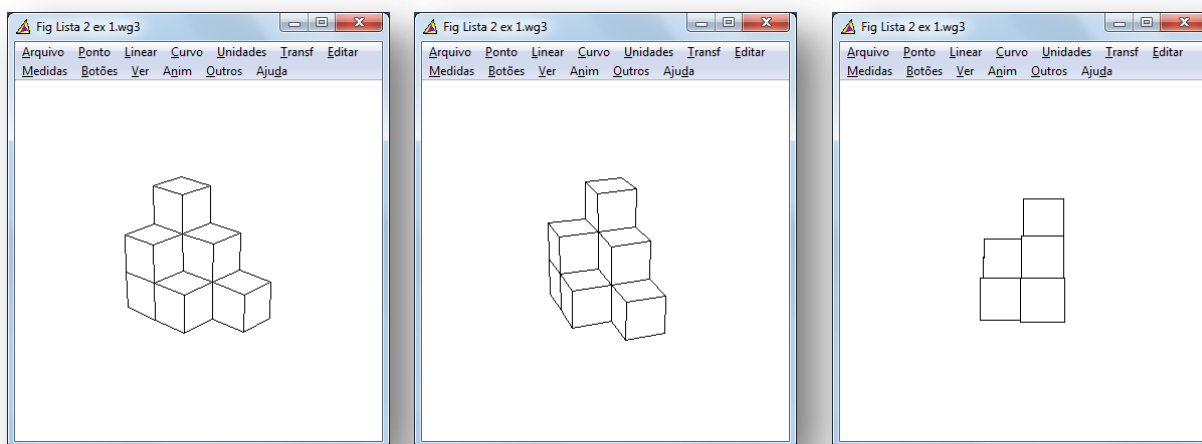 Fig Lista 2 ex 1.wg3
Arquivo Ponto Linear Curvo Unidades Transf Editar
Medidas Botões Ver Anim Outros Ajuda
Fig Lista 2 ex 1.wg3
Arquivo Ponto Linear Curvo Unidades Transf Editar
Medidas Botões Ver Anim Outros Ajuda
Fig Lista 2 ex 1.wg3
Arquivo Ponto Linear Curvo Unidades Transf Editar
Medidas Botões Ver Anim Outros Ajuda